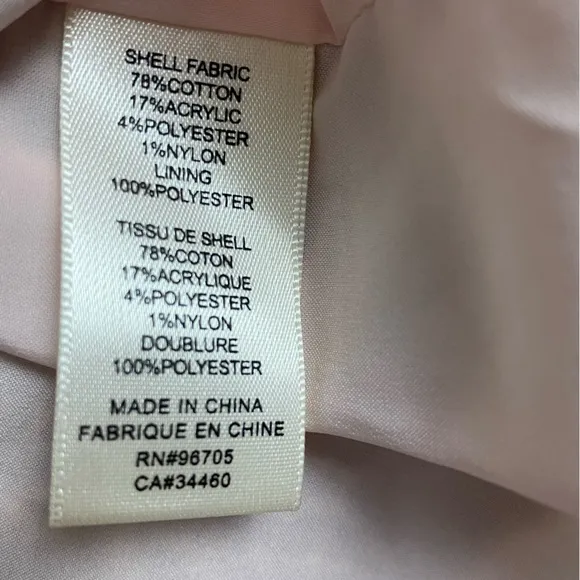 SHELL FABRIC
78%COTTON
17%ACRYLIC
4%POLYESTER
1%NYLON
LINING
100%POLYESTER
TISSU DE SHELL
78%COTON
17%ACRYLIQUE
4%POLYESTER
1%NYLON
DOUBLURE
100%POLYESTER
MADE IN CHINA
FABRIQUE EN CHINE
RN#96705
CA#34460